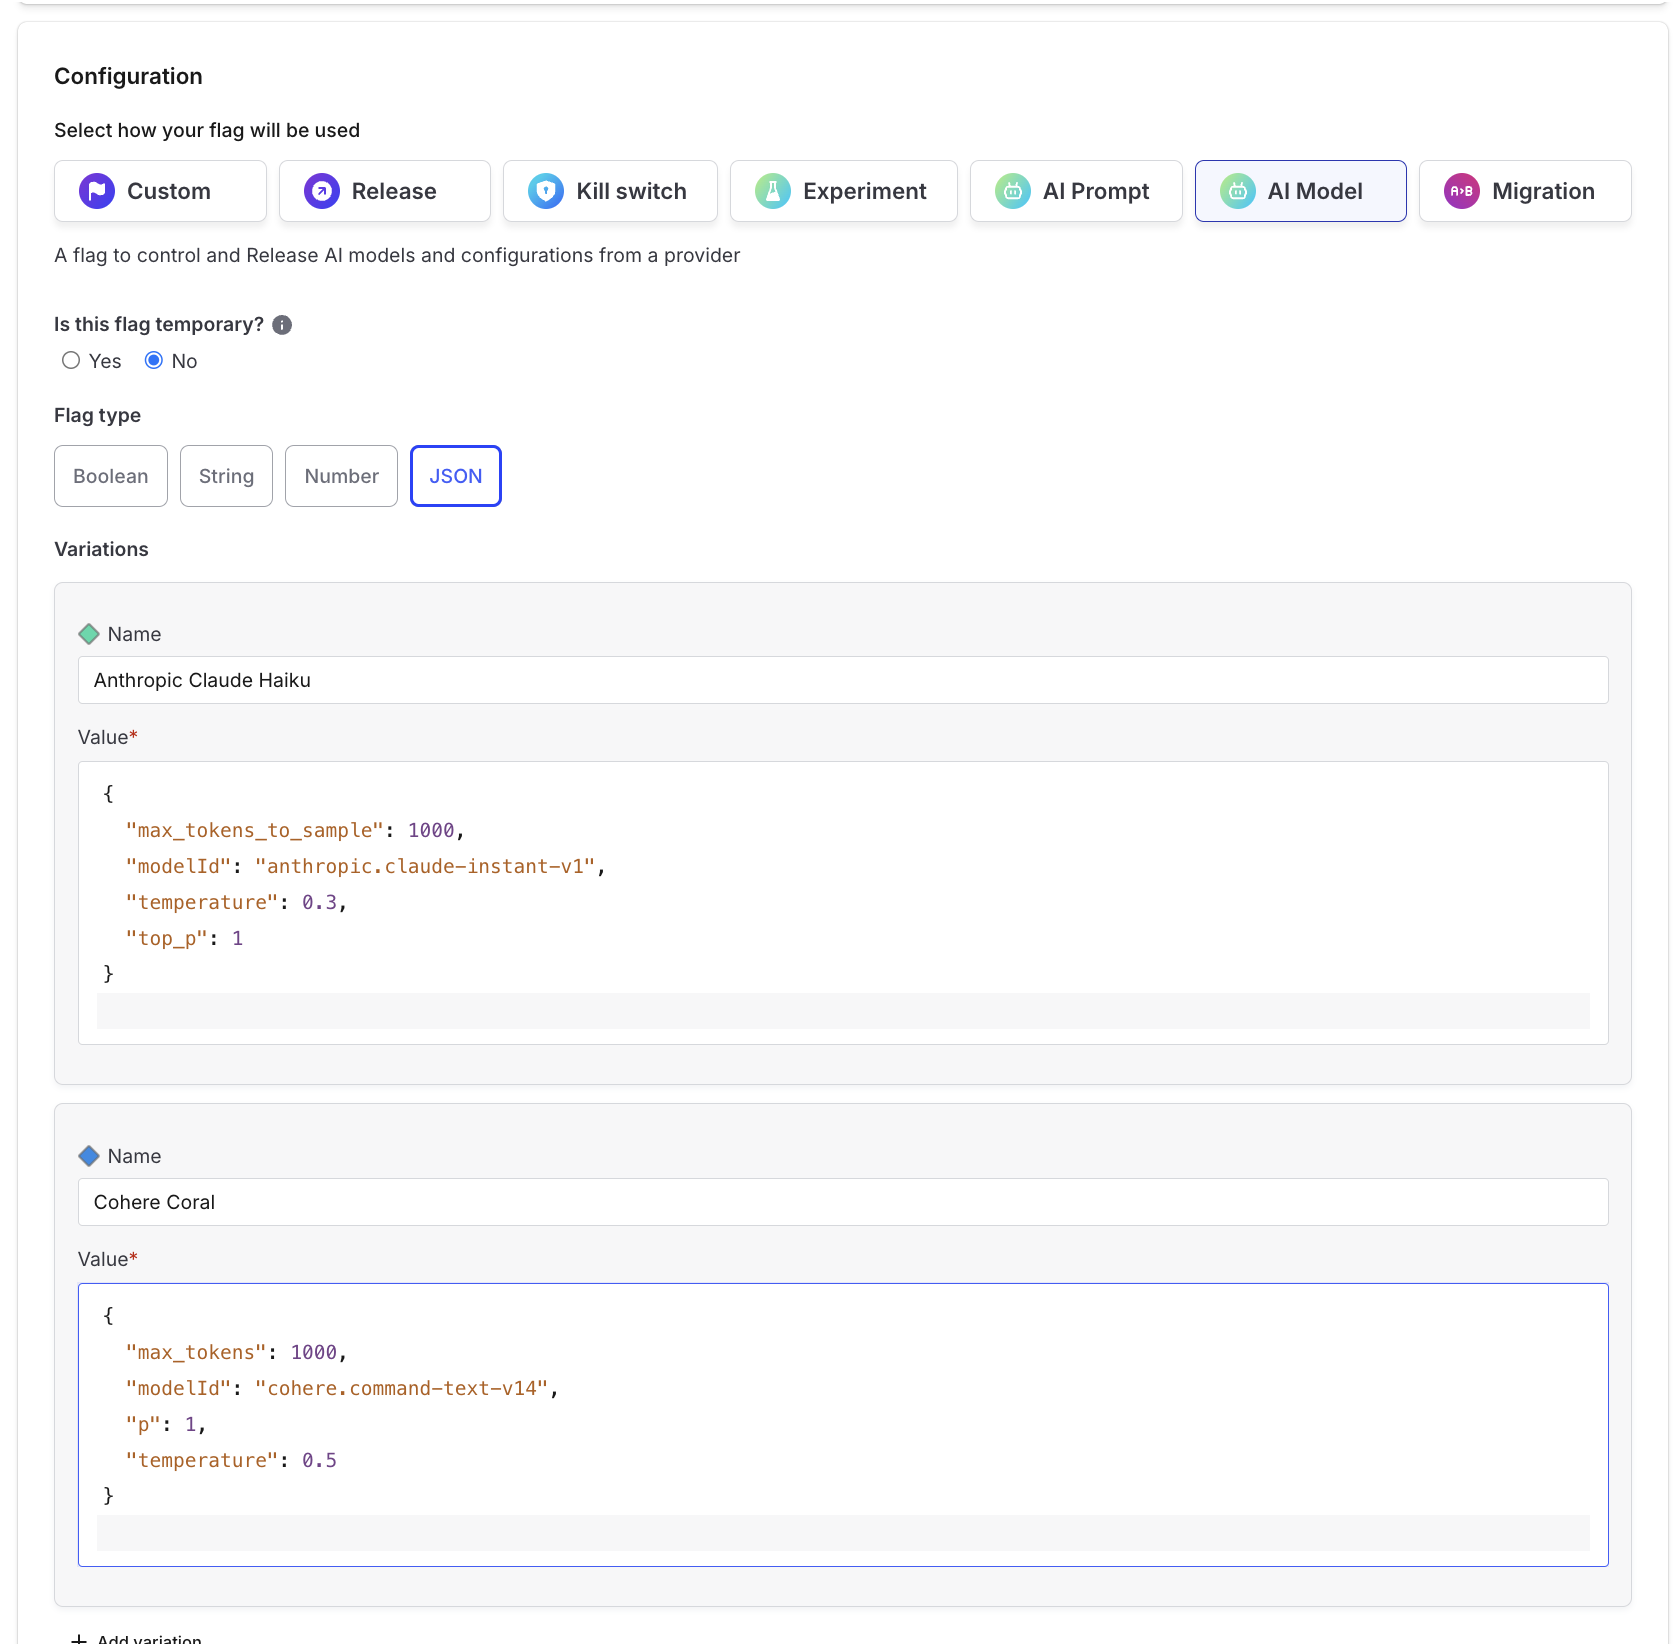 Configuration
Select how your flag will be used
Custom Release Kill switch Experiment AI Prompt AI Model A>B Migration
A flag to control and Release AI models and configurations from a provider
Is this flag temporary? i
Yes No
Flag type
Boolean String Number JSON
Variations
Name
Anthropic Claude Haiku
Value*
{
"max_tokens_to_sample": 1000,
"modelId": "anthropic.claude-instant-v1",
"temperature": 0.3,
"top_p": 1
}
Name
Cohere Coral
Value*
{
"max_tokens": 1000,
"modelId": "cohere.command-text-v14",
"p": 1,
"temperature": 0.5
}
+ Add variation